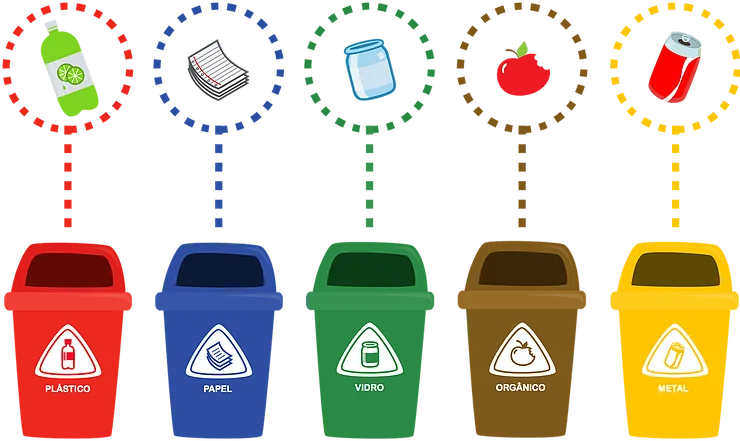 PLÁSTICO
PAPEL
VIDRO
ORGÂNICO
METAL